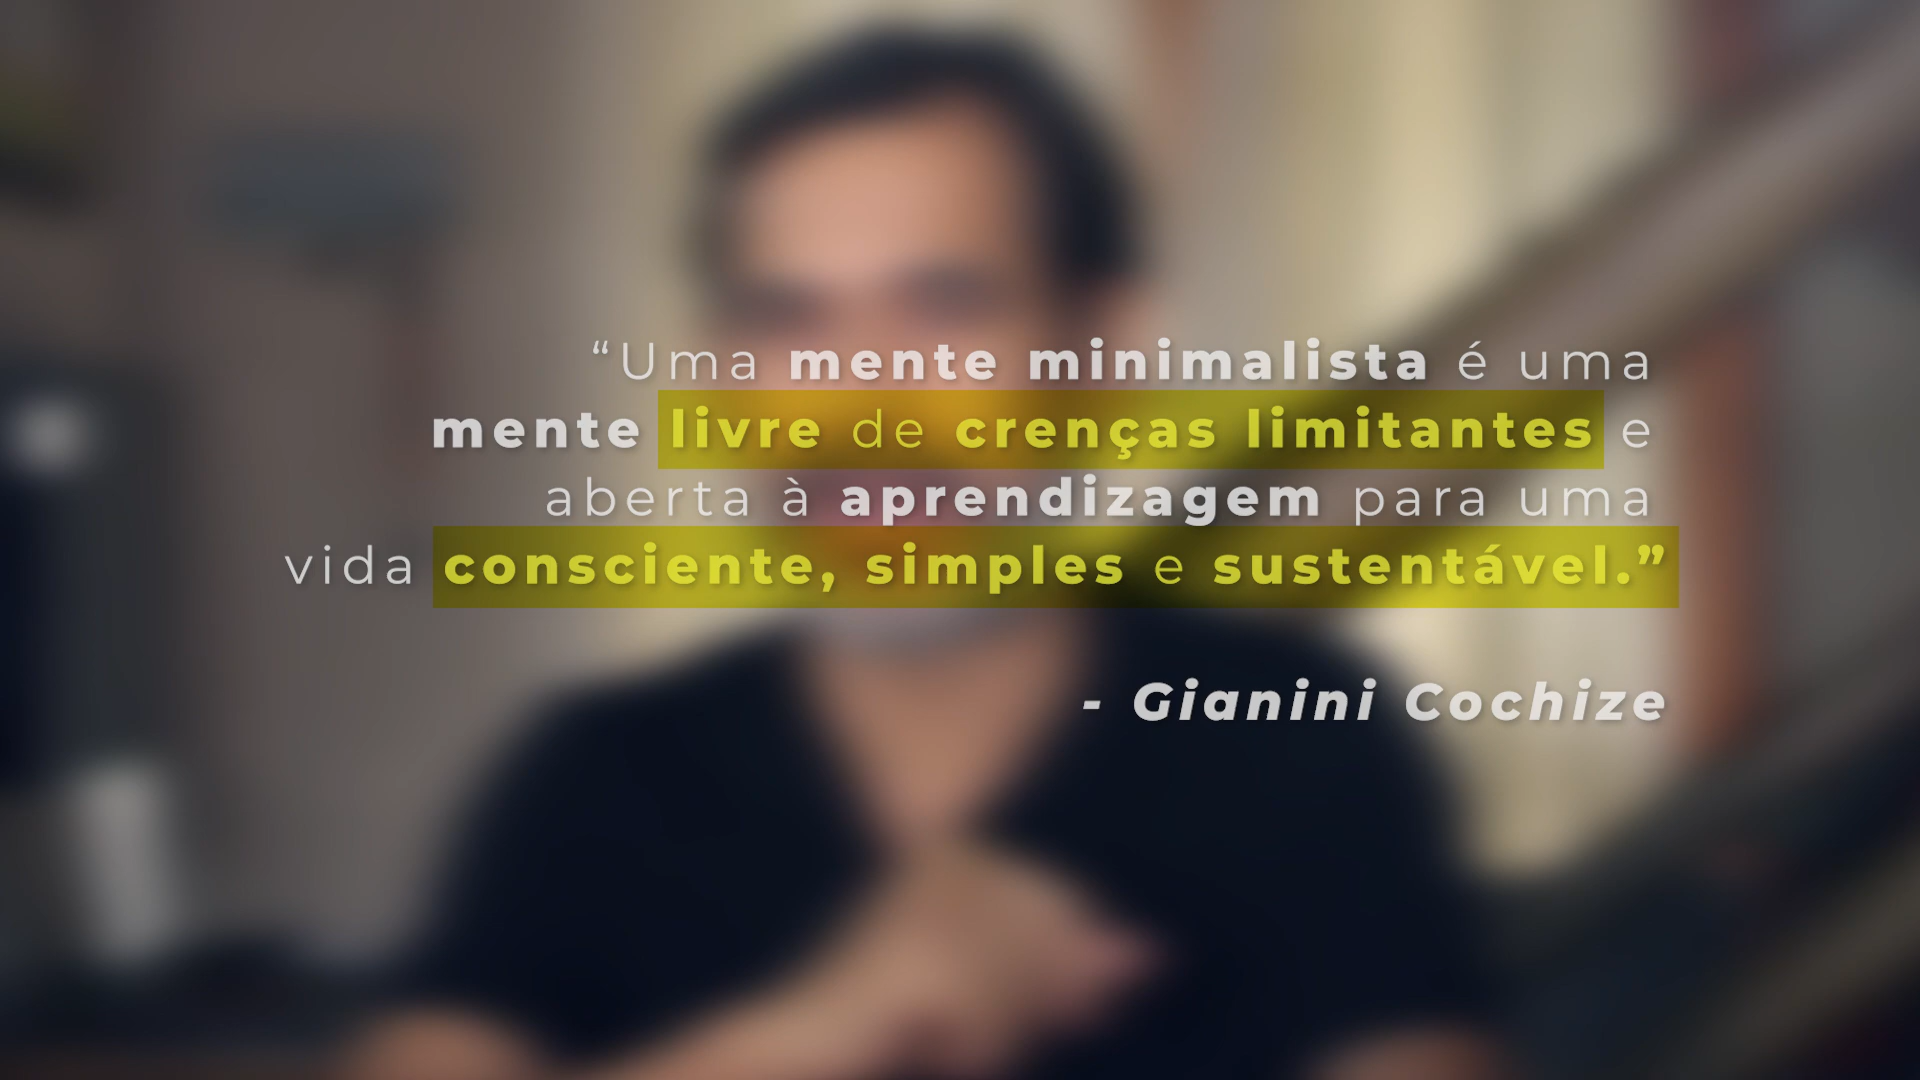 “Uma mente minimalista é uma
mente livre de crenças limitantes e
aberta à aprendizagem para uma
vida consciente, simples e sustentável.”
- Gianini Cochize